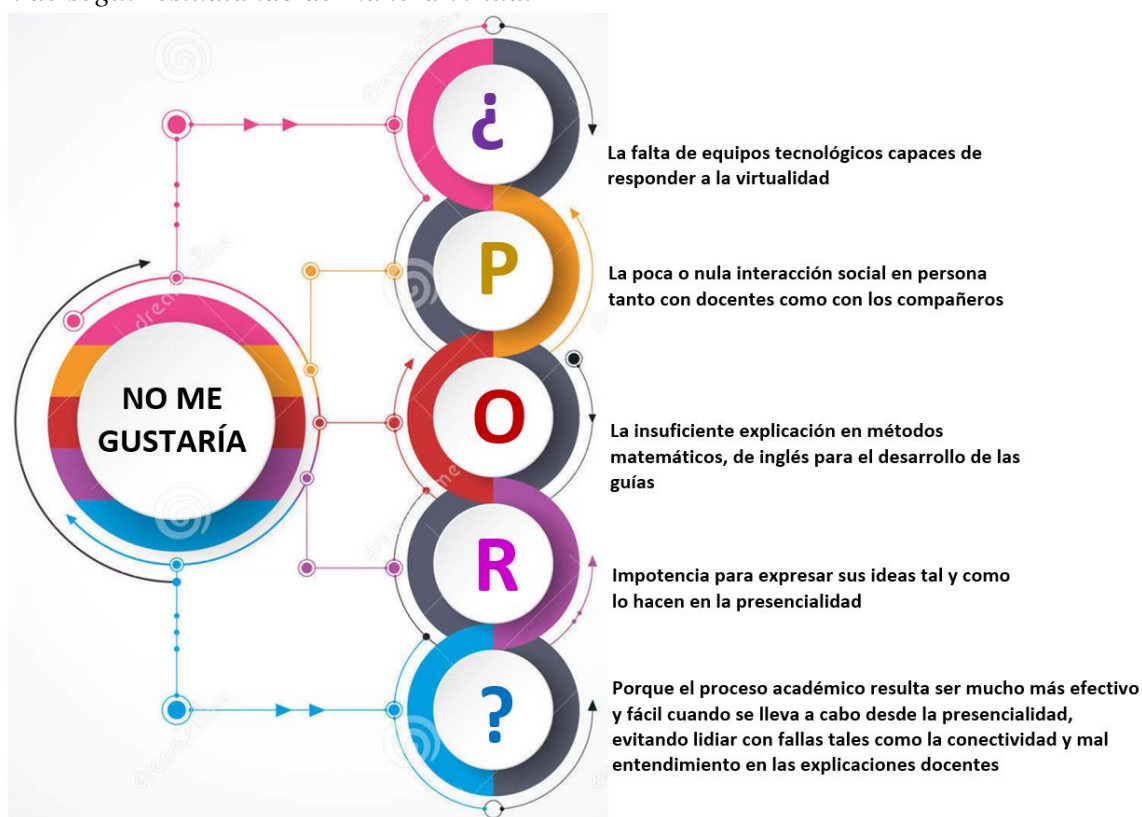 NO ME
GUSTARÍA
¿
P
O
R
?
La falta de equipos tecnológicos capaces de
responder a la virtualidad
La poca o nula interacción social en persona
tanto con docentes como con los compañeros
La insuficiente explicación en métodos
matemáticos, de inglés para el desarrollo de las
guías
Impotencia para expresar sus ideas tal y como
lo hacen en la presencialidad
Porque el proceso académico resulta ser mucho más efectivo
y fácil cuando se lleva a cabo desde la presencialidad,
evitando lidiar con fallas tales como la conectividad y mal
entendimiento en las explicaciones docentes